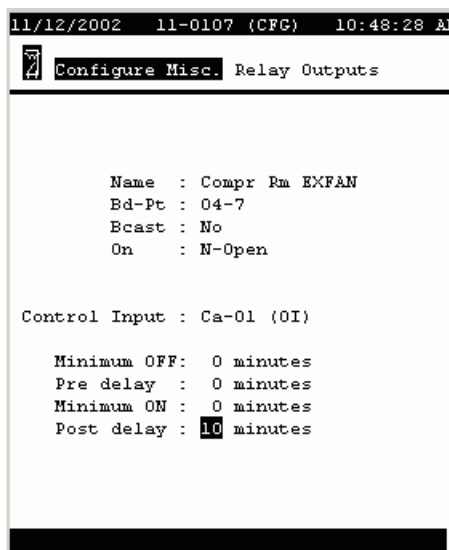 11/12/2002 11-0107 (CFG) 10:48:28 A
Configure Misc. Relay Outputs
Name : Compr Rm EXFAN
Bd-Pt : 04-7
Bcast : No
On : N-Open
Control Input : Ca-01 (OI)
Minimum OFF: 0 minutes
Pre delay : 0 minutes
Minimum ON : 0 minutes
Post delay : 10 minutes